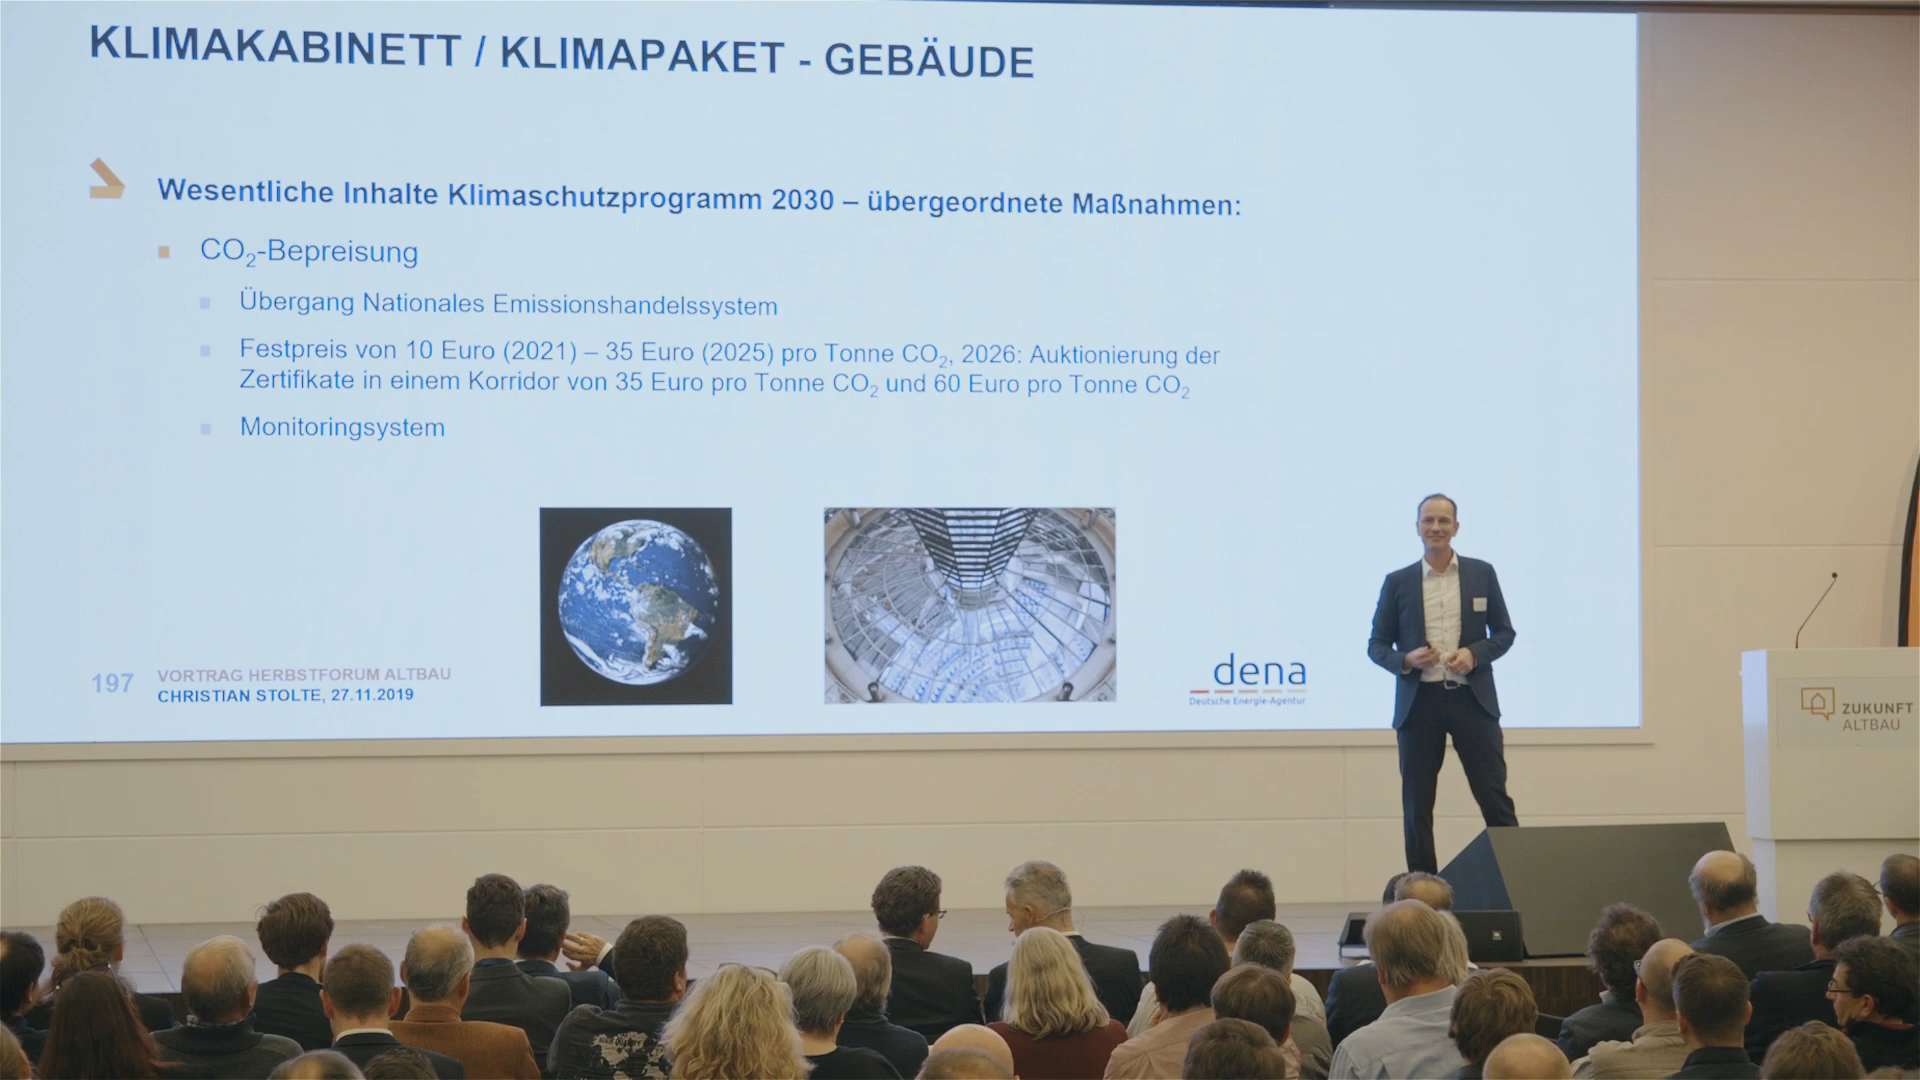 KLIMAKABINETT / KLIMAPAKET - GEBÄUDE
Wesentliche Inhalte Klimaschutzprogramm 2030 – übergeordnete Maßnahmen:
CO₂-Bepreisung
Übergang Nationales Emissionshandelssystem
Festpreis von 10 Euro (2021) – 35 Euro (2025) pro Tonne CO₂, 2026: Auktionierung der
Zertifikate in einem Korridor von 35 Euro pro Tonne CO₂ und 60 Euro pro Tonne CO₂
Monitoringsystem
197
VORTRAG HERBSTFORUM ALTBAU
CHRISTIAN STOLTE, 27.11.2019
dena
Deutsche Energie-Agentur
ZUKUNFT
ALTBAU